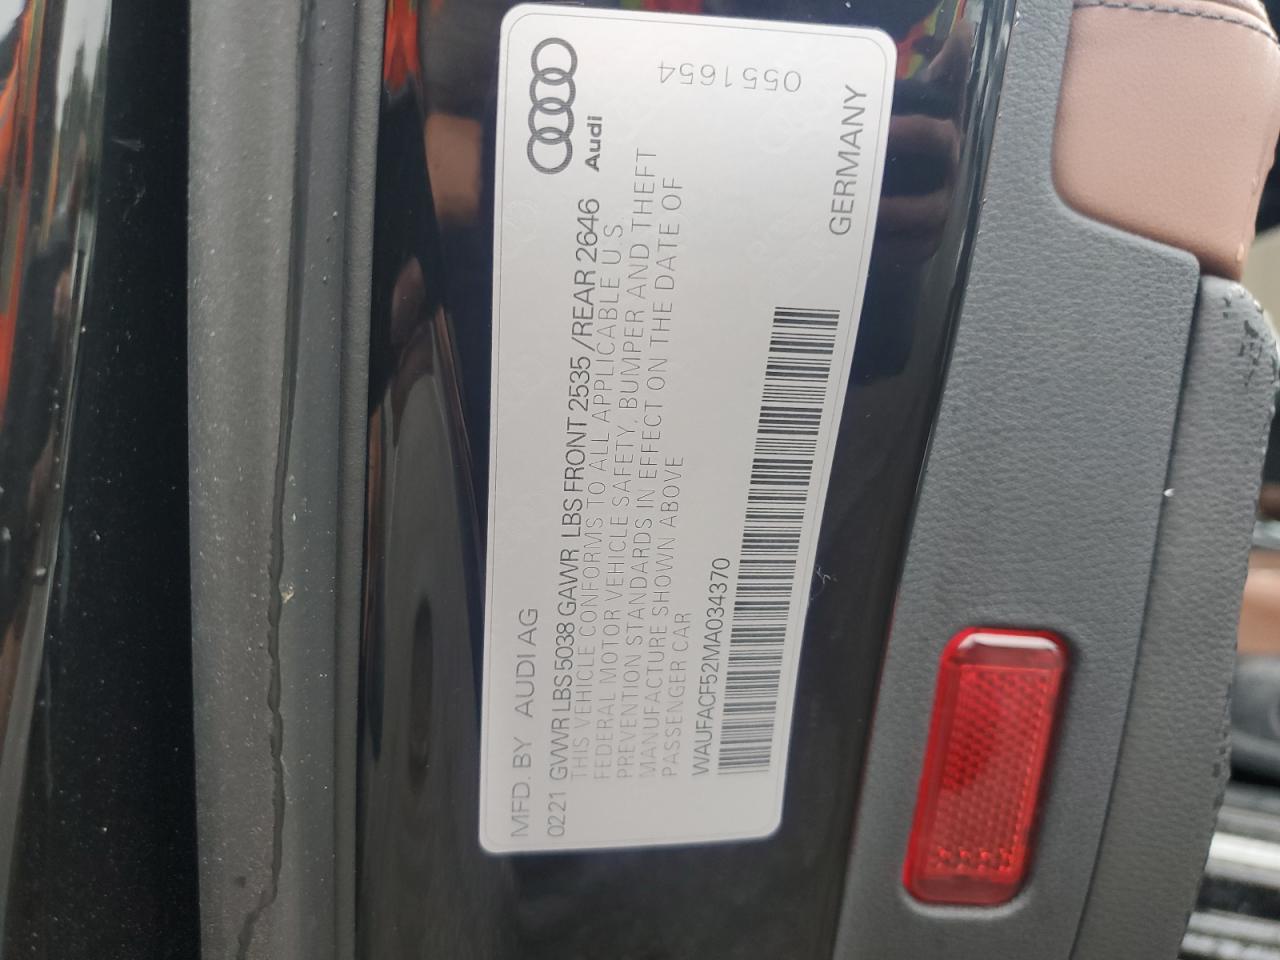 MFD. BY AUDI AG
Audi
0221 GVWR LBS 5038 GAWR LBS FRONT 2535 /REAR 2646
THIS VEHICLE CONFORMS TO ALL APPLICABLE U.S.
FEDERAL MOTOR VEHICLE SAFETY, BUMPER AND THEFT
PREVENTION STANDARDS IN EFFECT ON THE DATE OF
MANUFACTURE SHOWN ABOVE
PASSENGER CAR
WAUFACF52MA034370
GERMANY
0551654